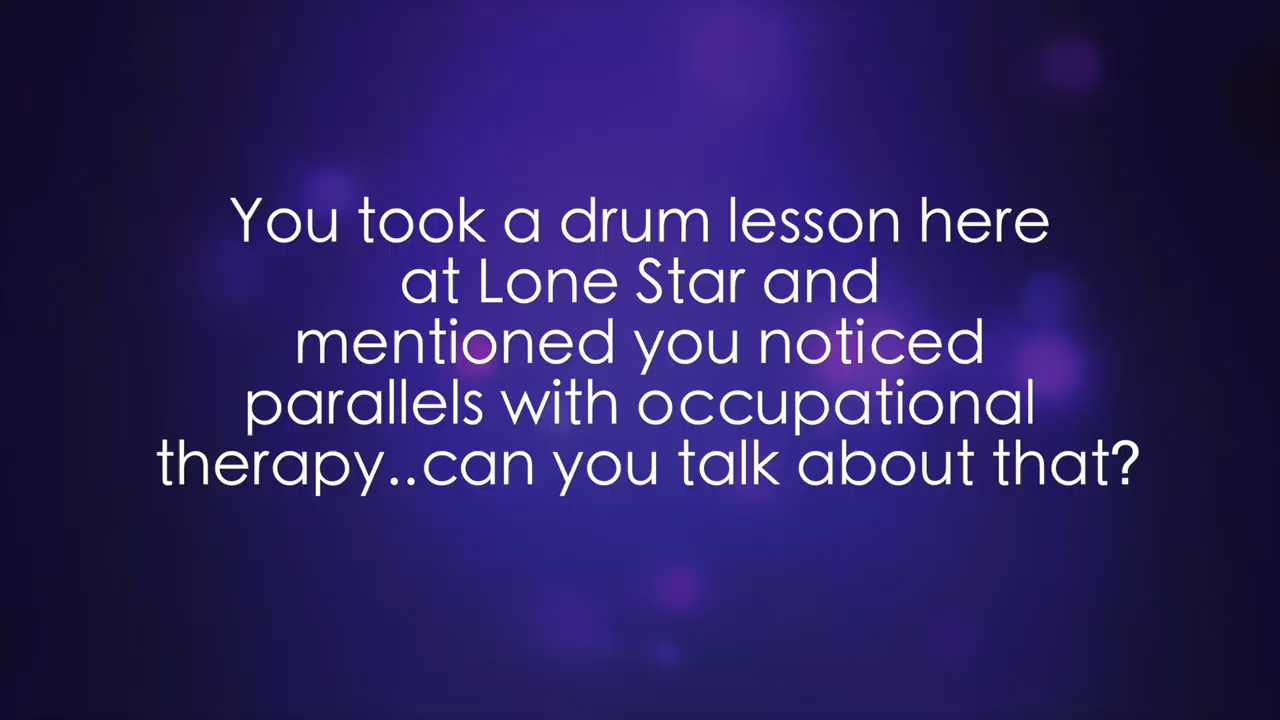 You took a drum lesson here
at Lone Star and
mentioned you noticed
parallels with occupational
therapy..can you talk about that?